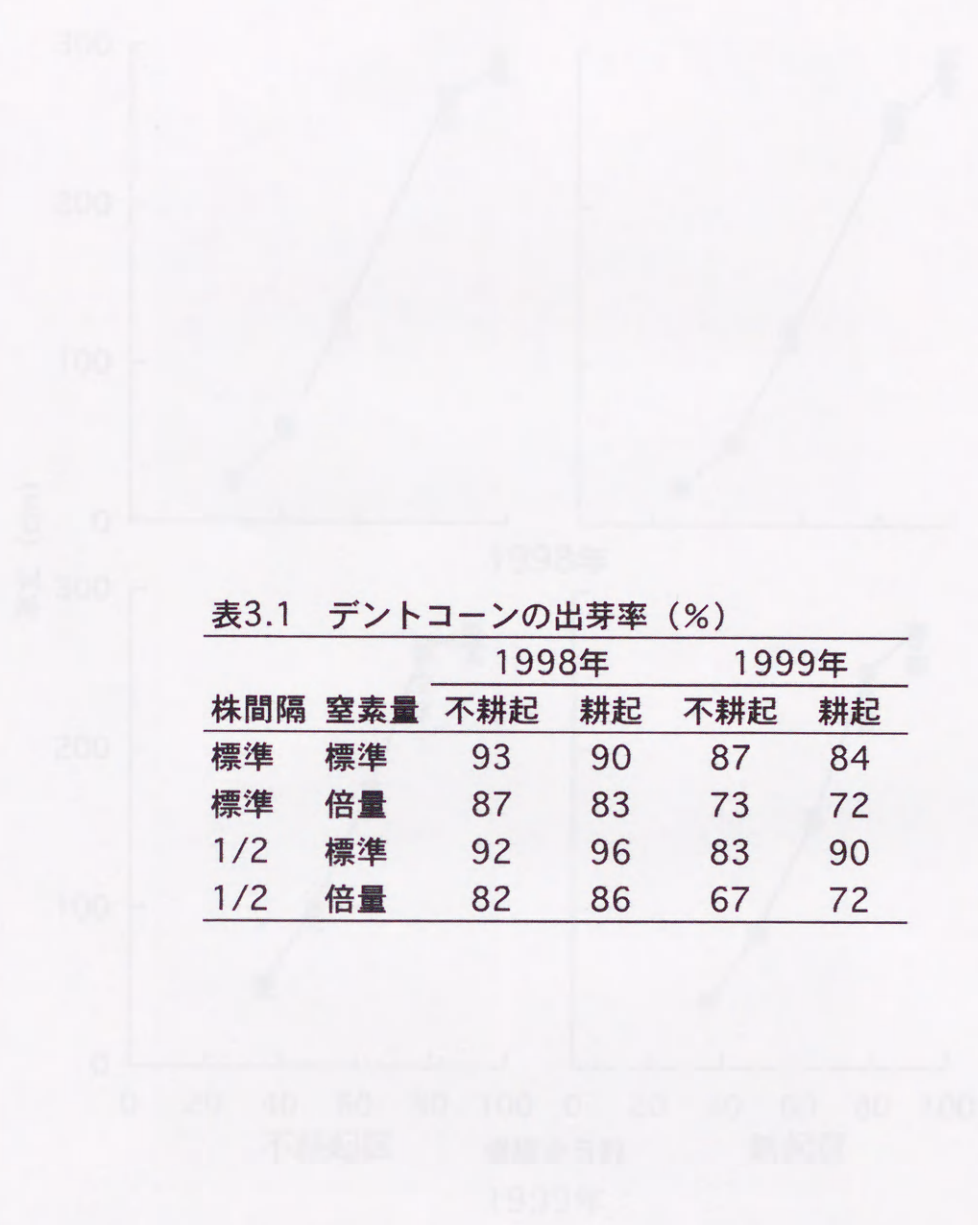 表3.1 デントコーンの出芽率（%）
1998年 1999年
株間隔 窒素量 不耕起 耕起 不耕起 耕起
標準 標準 93 90 87 84
標準 倍量 87 83 73 72
1/2 標準 92 96 83 90
1/2 倍量 82 86 67 72